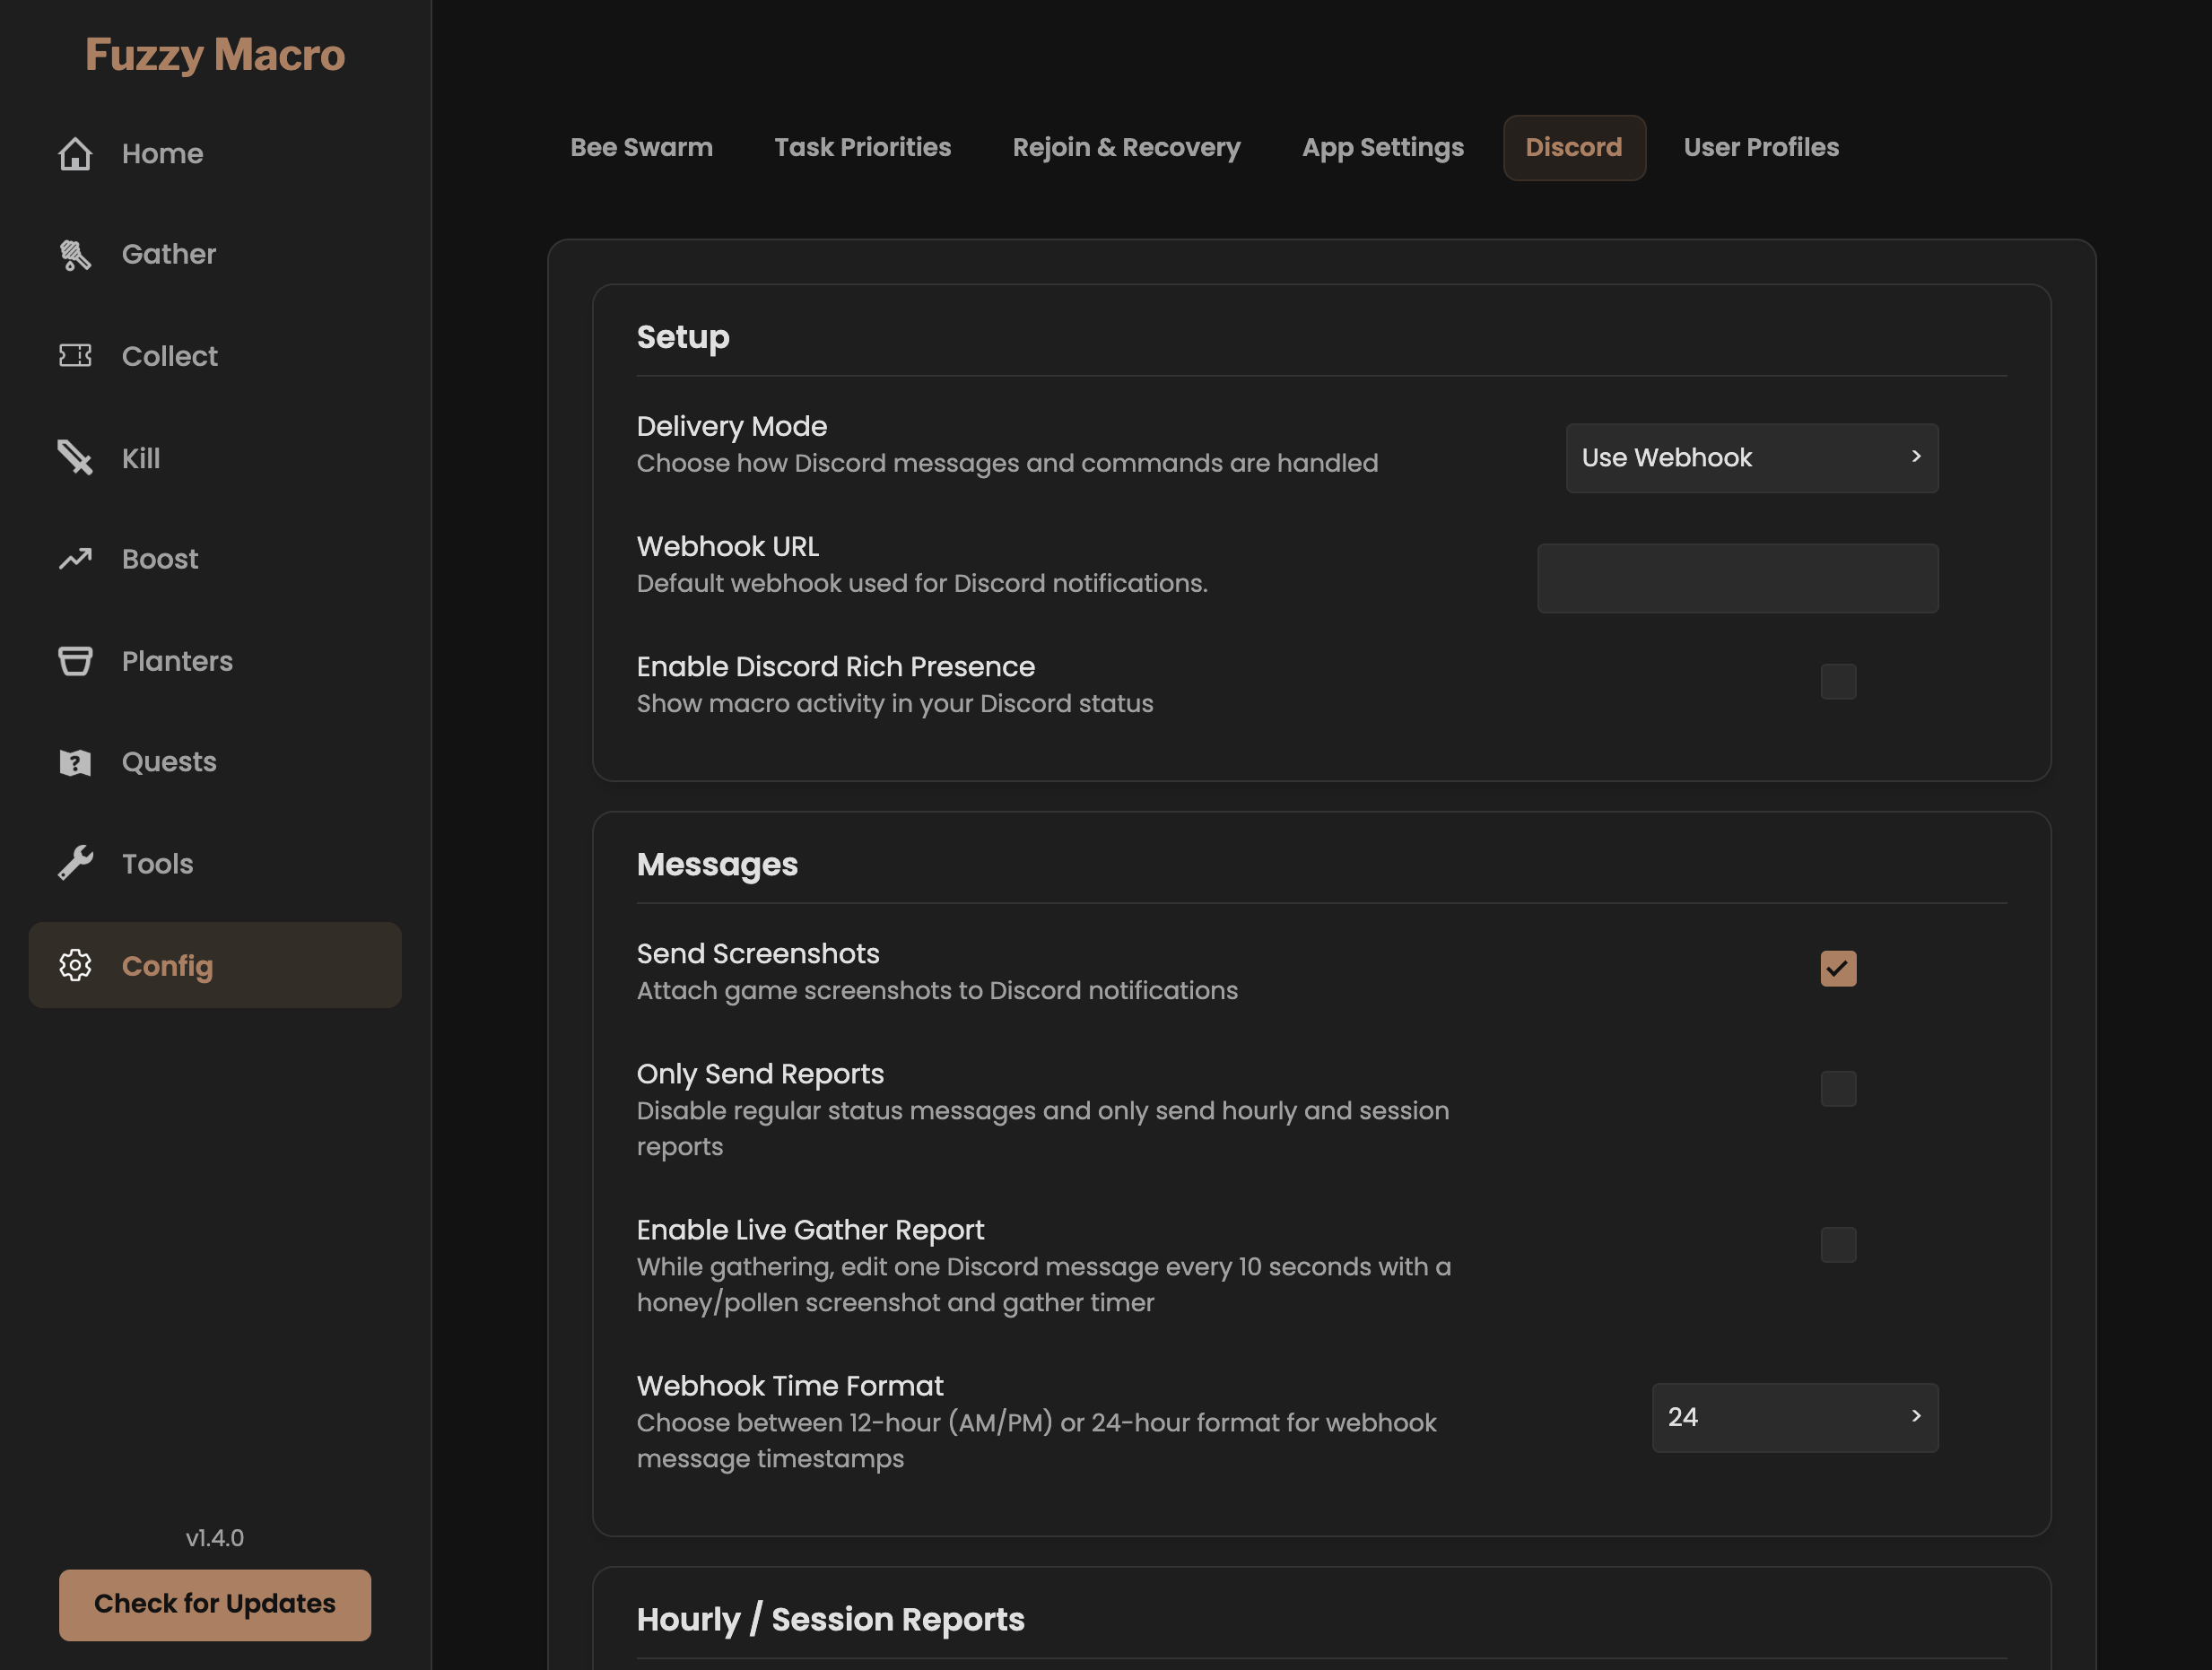 Fuzzy Macro
Home
Gather
Collect
Kill
Boost
Planters
Quests
Tools
Config
v1.4.0
Check for Updates
Bee Swarm
Task Priorities
Rejoin & Recovery
App Settings
Discord
User Profiles
Setup
Delivery Mode
Choose how Discord messages and commands are handled
Use Webhook
Webhook URL
Default webhook used for Discord notifications.
Enable Discord Rich Presence
Show macro activity in your Discord status
Messages
Send Screenshots
Attach game screenshots to Discord notifications
Only Send Reports
Disable regular status messages and only send hourly and session
reports
Enable Live Gather Report
While gathering, edit one Discord message every 10 seconds with a
honey/pollen screenshot and gather timer
Webhook Time Format
Choose between 12-hour (AM/PM) or 24-hour format for webhook
message timestamps
24
Hourly / Session Reports